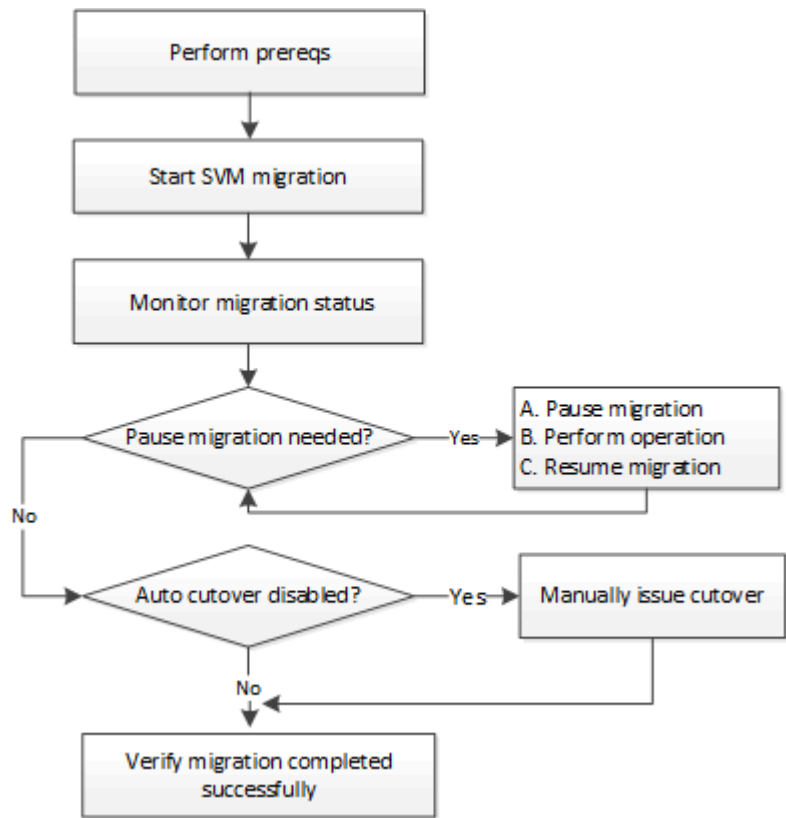 Perform prereqs
Start SVM migration
Monitor migration status
Pause migration needed?
Yes
A. Pause migration
B. Perform operation
C. Resume migration
No
Auto cutover disabled?
Yes
Manually issue cutover
No
Verify migration completed
successfully